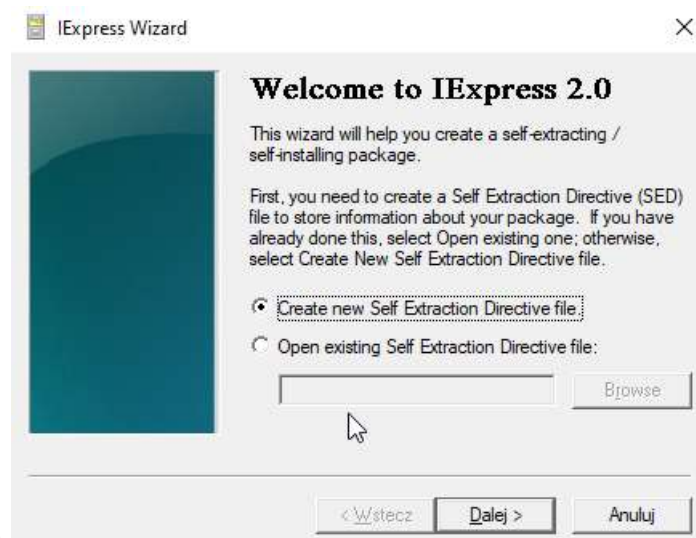 IExpress Wizard
Welcome to IExpress 2.0
This wizard will help you create a self-extracting /
self-installing package.
First, you need to create a Self Extraction Directive (SED)
file to store information about your package.  If you have
already done this, select Open existing one; otherwise,
select Create New Self Extraction Directive file.
Create new Self Extraction Directive file.
Open existing Self Extraction Directive file:
Browse
< Wstecz
Dalej >
Anuluj